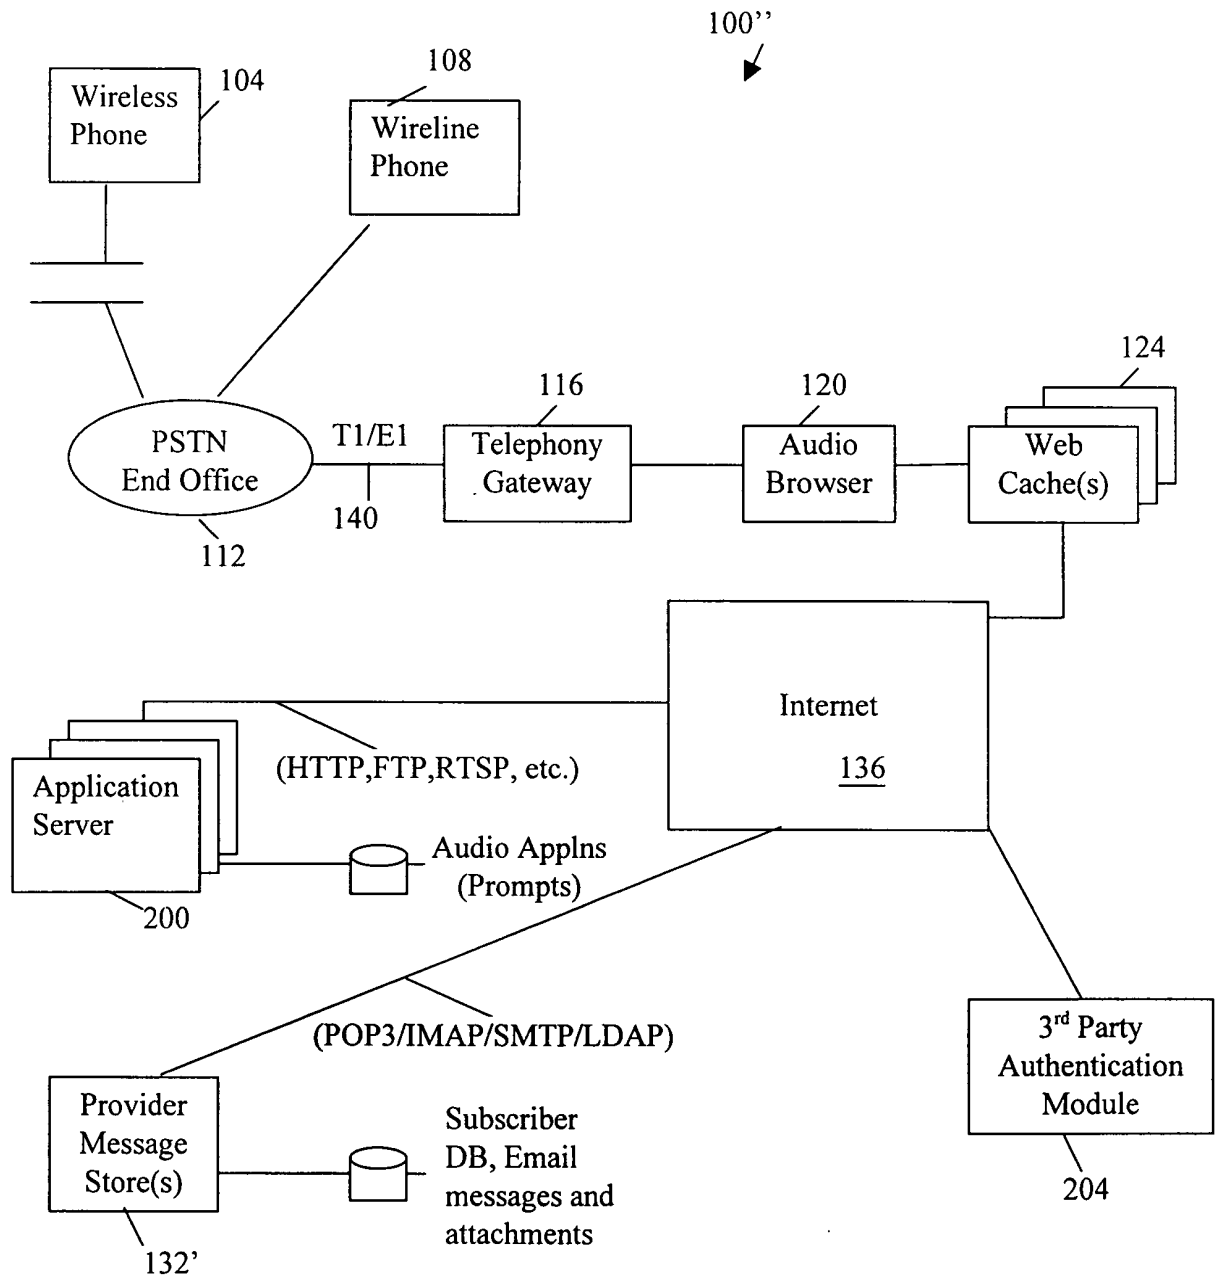 100’’
104
108
Wireless
Phone
Wireline
Phone
124
116
120
PSTN
End Office
T1/E1
140
Telephony
Gateway
Audio
Browser
Web
Cache(s)
112
Internet
136
(HTTP,FTP,RTSP, etc.)
Application
Server
Audio Applns
(Prompts)
200
(POP3/IMAP/SMTP/LDAP)
3rd Party
Authentication
Module
204
Provider
Message
Store(s)
Subscriber
DB, Email
messages and
attachments
132’